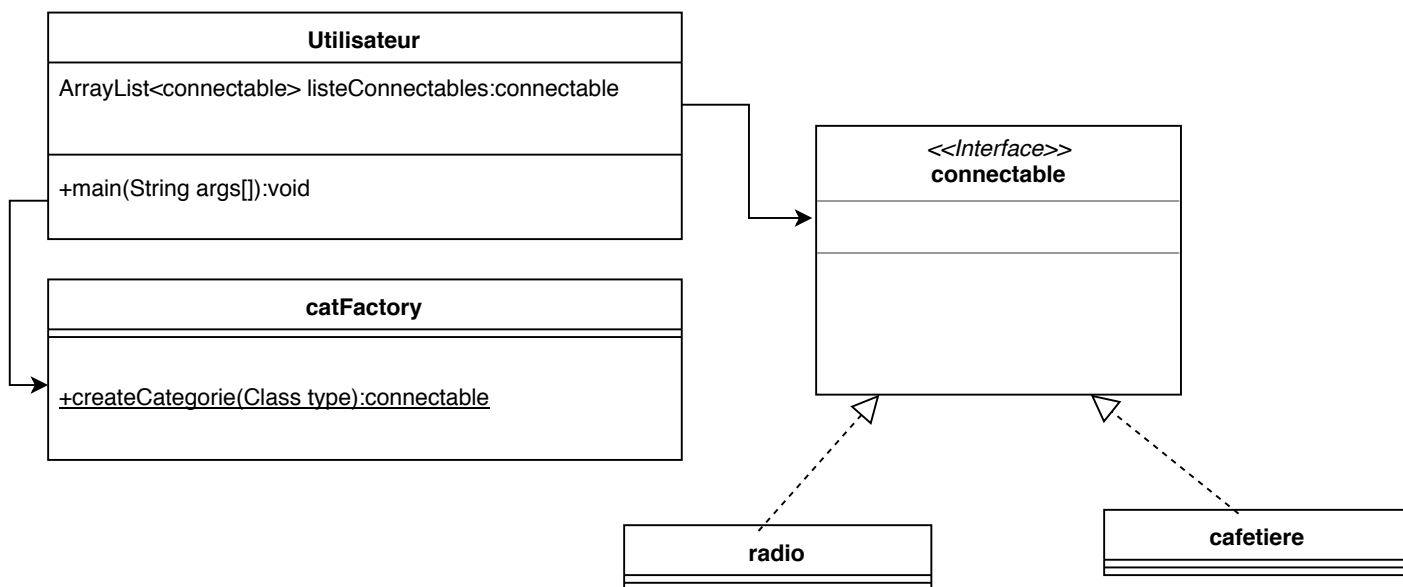 Utilisateur
ArrayList<connectable> listeConnectables:connectable
+main(String args[]):void
catFactory
+createCategorie(Class type):connectable
<<Interface>>
connectable
radio
cafetiere